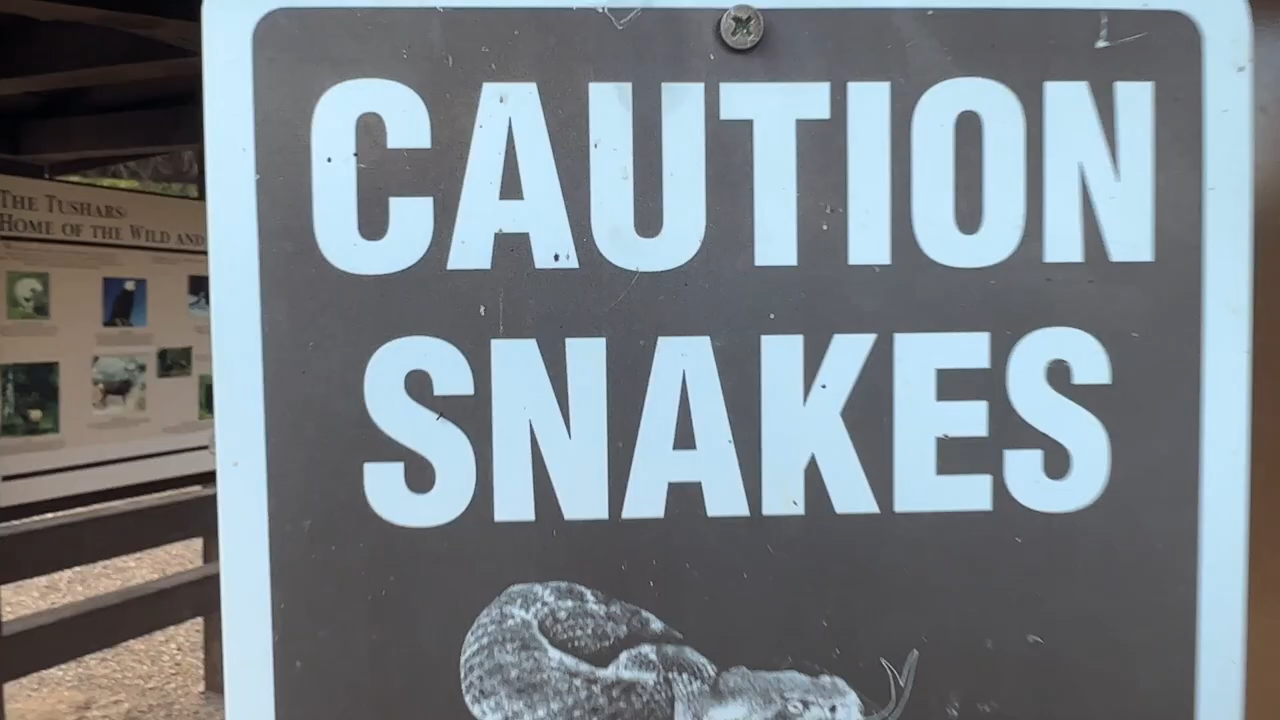 CAUTION
SNAKES
THE TUSHARS:
HOME OF THE WILD AND